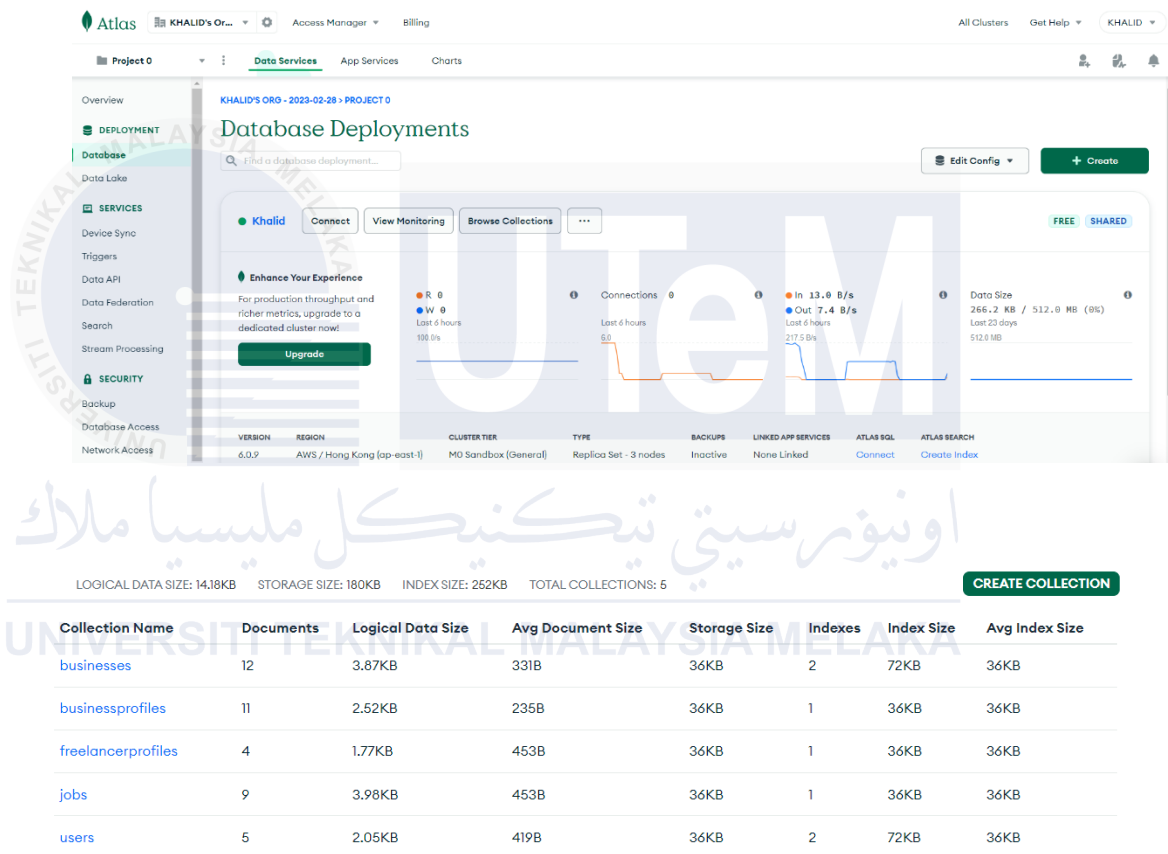 Atlas KHALID's Or... Access Manager Billing All Clusters Get Help KHALID
Project 0 Data Services App Services Charts
Overview
DEPLOYMENT
Database
Data Lake
SERVICES
Device Sync
Triggers
Data API
Data Federation
Search
Stream Processing
SECURITY
Backup
Database Access
Network Access
KHALID'S ORG - 2023-02-28 > PROJECT 0
Database Deployments
Find a database deployment...
Edit Config + Create
Khalid Connect View Monitoring Browse Collections ... FREE SHARED
Enhance Your Experience
For production throughput and
richer metrics, upgrade to a
dedicated cluster now!
Upgrade
R 0
W 0
Last 6 hours
100.0/s
Connections 0
Last 6 hours
6.0
In 13.0 B/s
Out 7.4 B/s
Last 6 hours
217.5 B/s
Data Size
266.2 KB / 512.0 MB (0%)
Last 23 days
512.0 MB
VERSION REGION CLUSTER TIER TYPE BACKUPS LINKED APP SERVICES ATLAS SQL ATLAS SEARCH
6.0.9 AWS / Hong Kong (ap-east-1) M0 Sandbox (General) Replica Set - 3 nodes Inactive None Linked Connect Create Index
UNIVERSITI TEKNIKAL MALAYSIA MELAKA
UTeM
اونيۏرسيتي تيكنيكل مليسيا ملاك
LOGICAL DATA SIZE: 14.18KB STORAGE SIZE: 180KB INDEX SIZE: 252KB TOTAL COLLECTIONS: 5 CREATE COLLECTION
UNIVERSITI TEKNIKAL MALAYSIA MELAKA
Collection Name Documents Logical Data Size Avg Document Size Storage Size Indexes Index Size Avg Index Size
businesses 12 3.87KB 331B 36KB 2 72KB 36KB
businessprofiles 11 2.52KB 235B 36KB 1 36KB 36KB
freelancerprofiles 4 1.77KB 453B 36KB 1 36KB 36KB
jobs 9 3.98KB 453B 36KB 1 36KB 36KB
users 5 2.05KB 419B 36KB 2 72KB 36KB